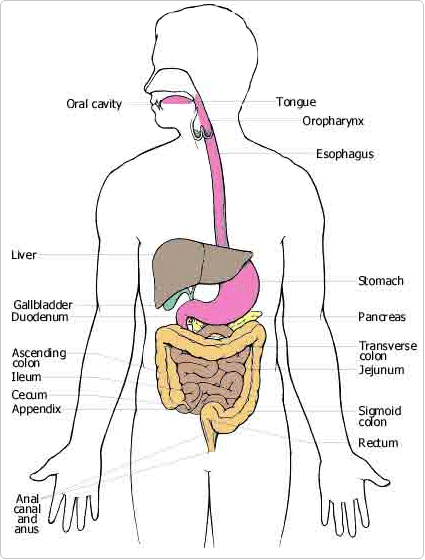 Oral cavity
Tongue
Oropharynx
Esophagus
Liver
Stomach
Gallbladder
Duodenum
Pancreas
Transverse
colon
Ascending
colon
Jejunum
Ileum
Cecum
Appendix
Sigmoid
colon
Rectum
Anal
canal
and
anus